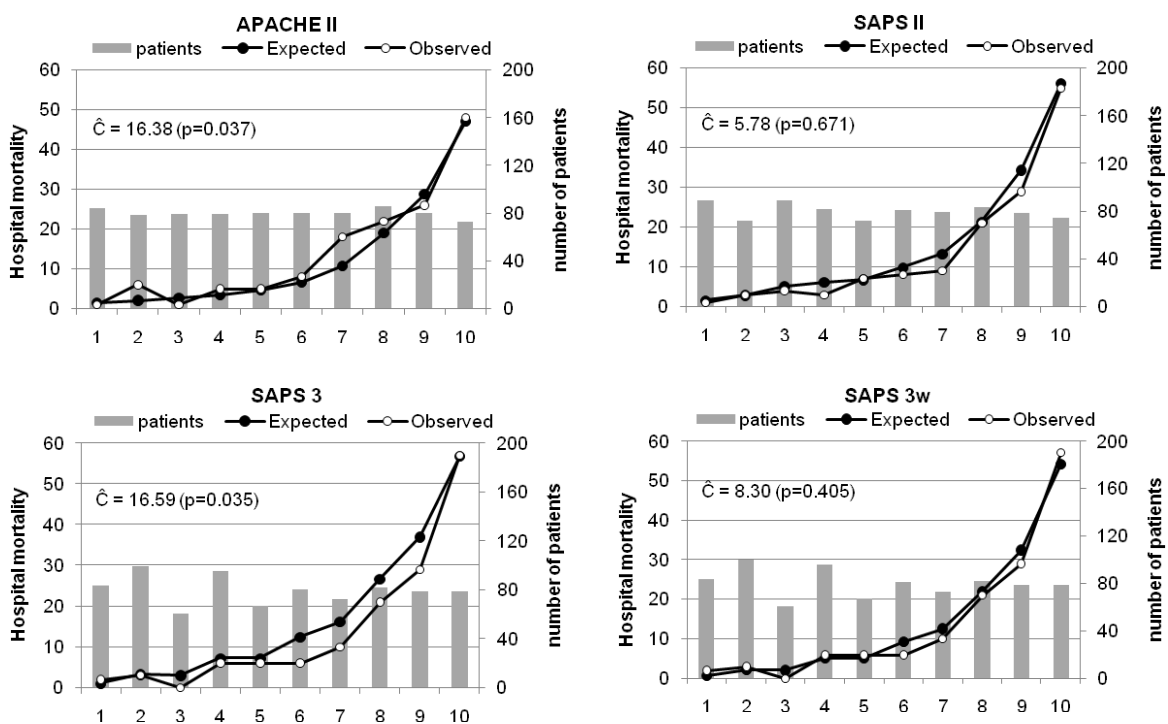 APACHE II
patients Expected Observed
60 200
50 160
40 120
30 80
20 40
10 0
0
Ĉ = 16.38 (p=0.037)
Hospital mortality
number of patients
1 2 3 4 5 6 7 8 9 10
SAPS II
patients Expected Observed
60 200
50 160
40 120
30 80
20 40
10 0
0
Ĉ = 5.78 (p=0.671)
Hospital mortality
number of patients
1 2 3 4 5 6 7 8 9 10
SAPS 3
patients Expected Observed
60 200
50 160
40 120
30 80
20 40
10 0
0
Ĉ = 16.59 (p=0.035)
Hospital mortality
number of patients
1 2 3 4 5 6 7 8 9 10
SAPS 3w
patients Expected Observed
60 200
50 160
40 120
30 80
20 40
10 0
0
Ĉ = 8.30 (p=0.405)
Hospital mortality
number of patients
1 2 3 4 5 6 7 8 9 10